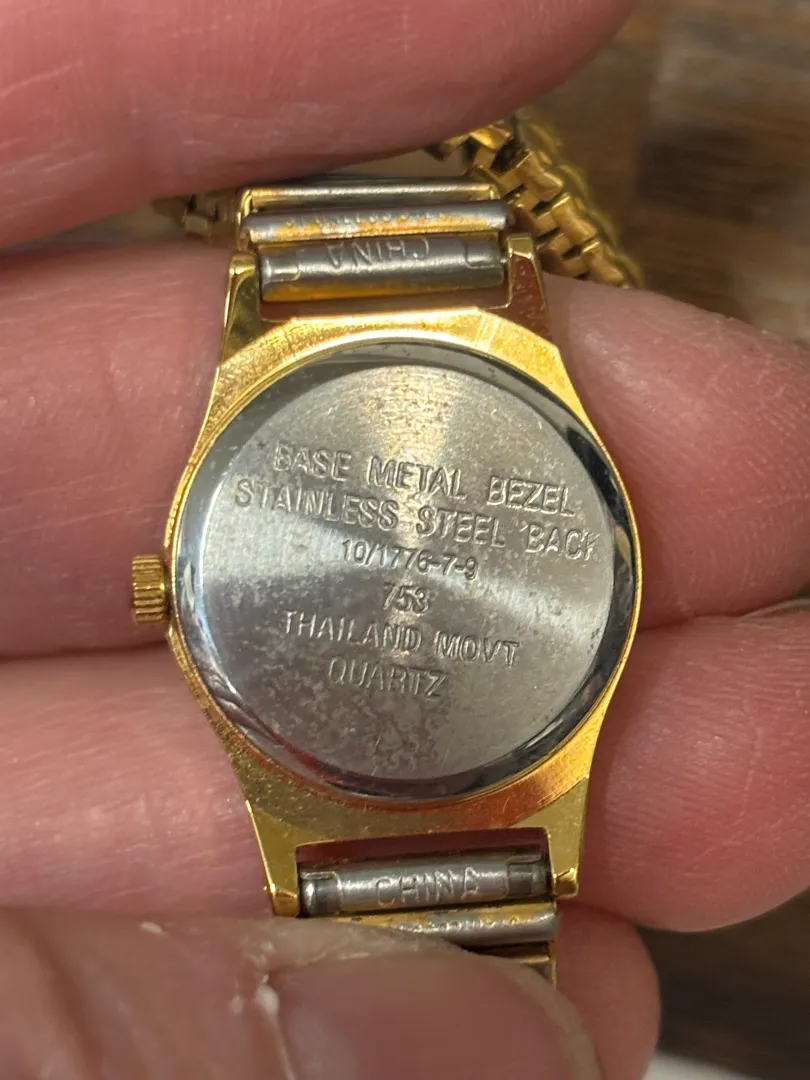 CHINA
BASE METAL BEZEL
STAINLESS STEEL BACK
10/1776-7-9
753
THAILAND MOVT
QUARTZ
CHINA